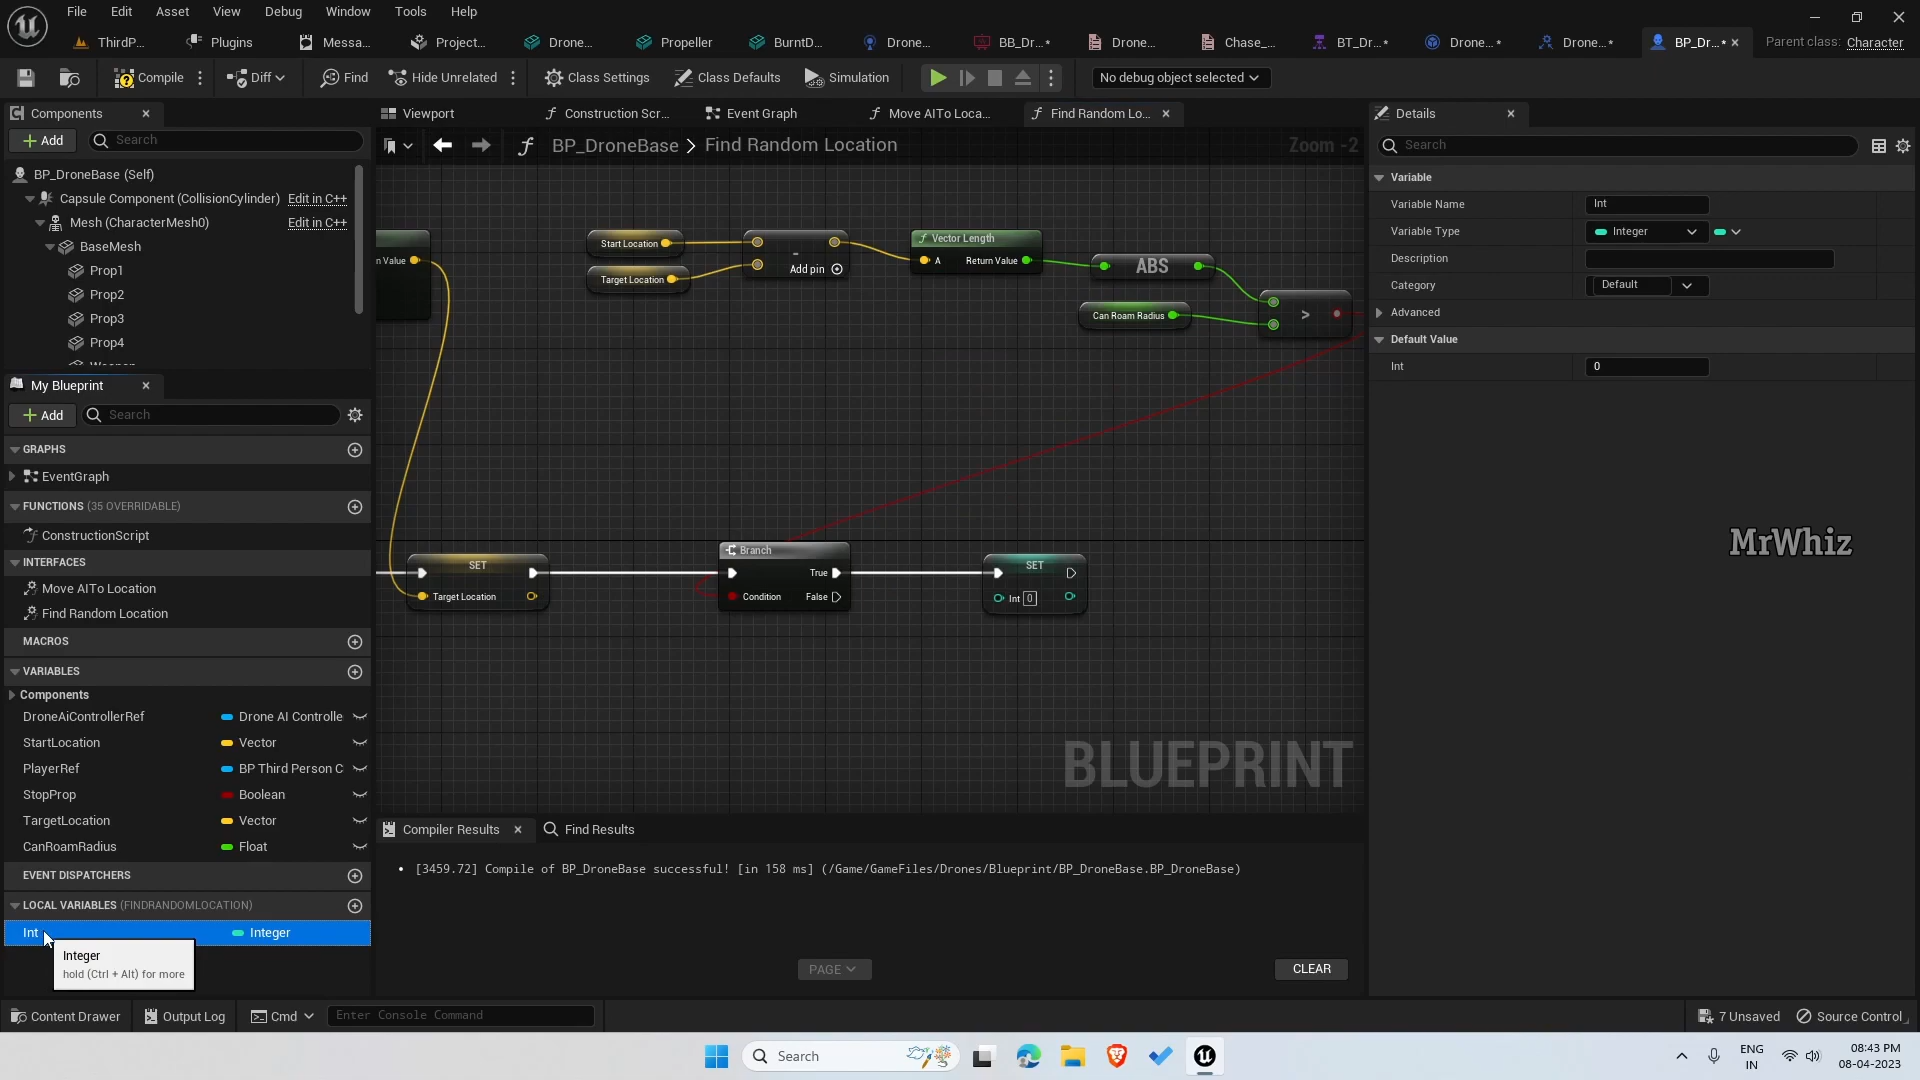 File Edit Asset View Debug Window Tools Help
ThirdP... Plugins Messa... Project... Drone... Propeller BurntD... Drone... BB_Dr...* Drone... Chase_... BT_Dr...* Drone...* Drone...* BP_Dr...* Parent class: Character
Compile Diff Find Hide Unrelated Class Settings Class Defaults Simulation No debug object selected
Components
Add Search
BP_DroneBase (Self)
Capsule Component (CollisionCylinder) Edit in C++
Mesh (CharacterMesh0) Edit in C++
BaseMesh
Prop1
Prop2
Prop3
Prop4
My Blueprint
Add Search
GRAPHS
EventGraph
FUNCTIONS (35 OVERRIDABLE)
ConstructionScript
INTERFACES
Move AITo Location
Find Random Location
MACROS
VARIABLES
Components
DroneAiControllerRef Drone AI Controlle
StartLocation Vector
PlayerRef BP Third Person C
StopProp Boolean
TargetLocation Vector
CanRoamRadius Float
EVENT DISPATCHERS
LOCAL VARIABLES (FINDRANDOMLOCATION)
Int Integer
Integer
hold (Ctrl + Alt) for more
Viewport Construction Scr... Event Graph Move AITo Loca... Find Random Lo...
BP_DroneBase > Find Random Location Zoom -2
n Value
Start Location
Target Location
-
Add pin
Vector Length
A Return Value
ABS
Can Roam Radius
>
SET
Target Location
Branch
True
Condition False
SET
Int 0
BLUEPRINT
Compiler Results Find Results
[3459.72] Compile of BP_DroneBase successful! [in 158 ms] (/Game/GameFiles/Drones/Blueprint/BP_DroneBase.BP_DroneBase)
PAGE CLEAR
Details
Search
Variable
Variable Name Int
Variable Type Integer
Description
Category Default
Advanced
Default Value
Int 0
MrWhiz
Content Drawer Output Log Cmd Enter Console Command 7 Unsaved Source Control
Search
ENG
IN
08:43 PM
08-04-2023